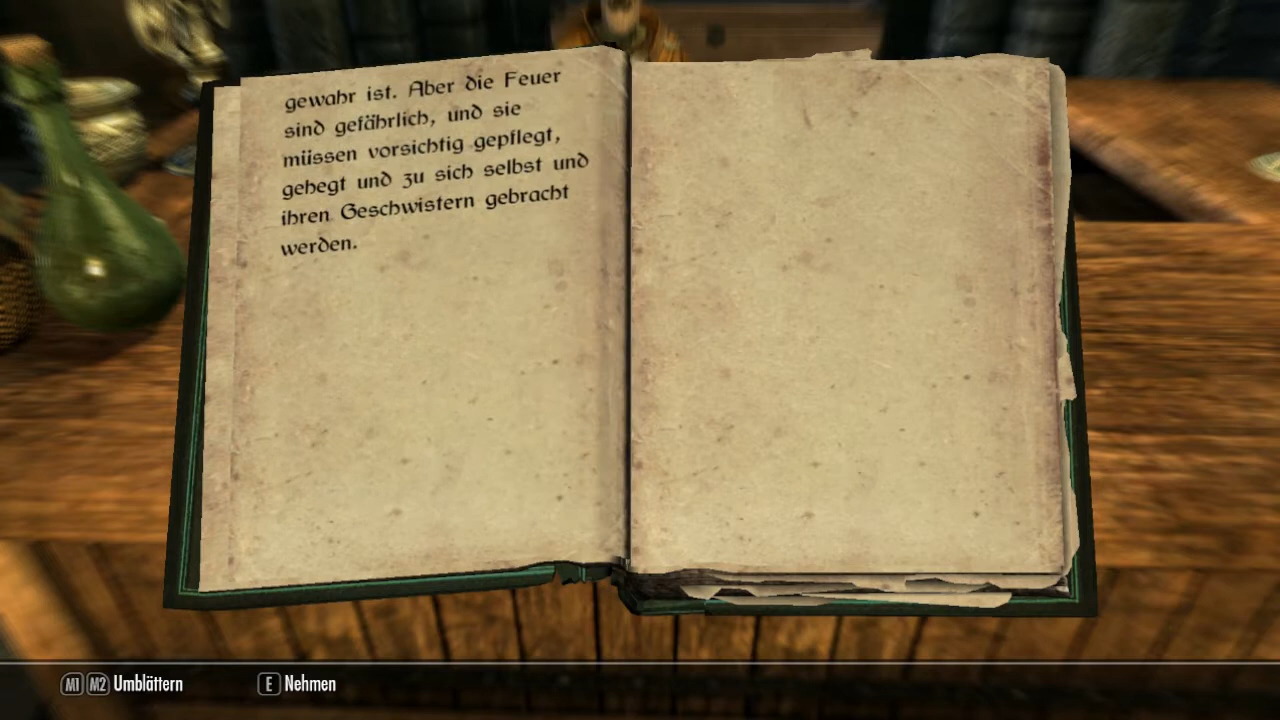 gewahr ist. Aber die Feuer
sind gefährlich, und sie
müssen vorsichtig gepflegt,
gehegt und zu sich selbst und
ihren Geschwistern gebracht
werden.
M1 M2 Umblättern
E Nehmen